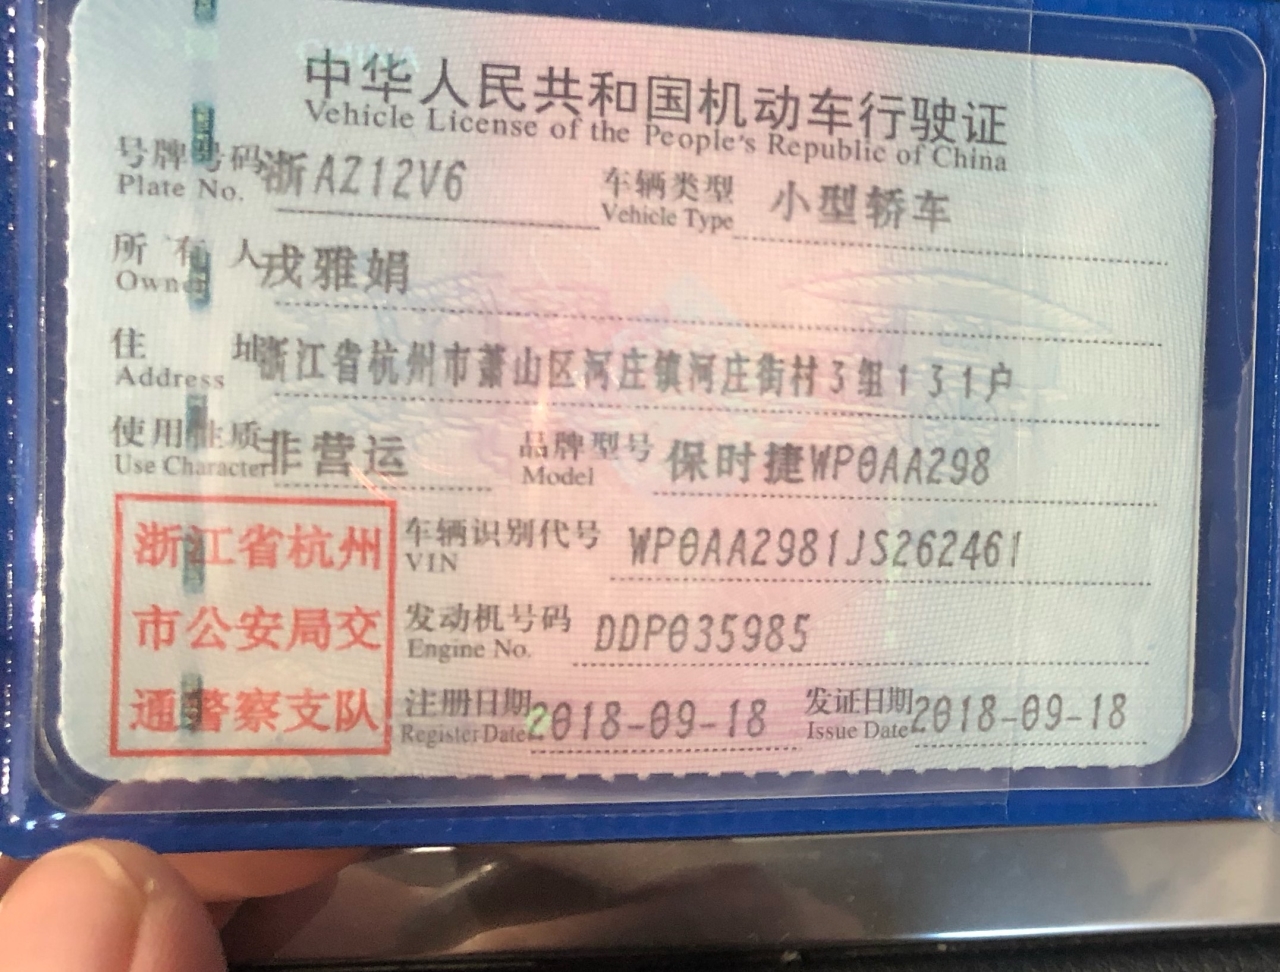 中华人民共和国机动车行驶证
Vehicle License of the People's Republic of China
号牌号码 浙AZ12V6 车辆类型 小型轿车
Plate No. Vehicle Type
所有人 戎雅娟
Owner
住址 浙江省杭州市萧山区河庄镇河庄街村3组131户
Address
使用性质 非营运 品牌型号 保时捷WP0AA298
Use Character Model
浙江省杭州
市公安局交
通警察支队
车辆识别代号 WP0AA2981JS262461
VIN
发动机号码 DDP035985
Engine No.
注册日期 2018-09-18 发证日期 2018-09-18
Register Date Issue Date